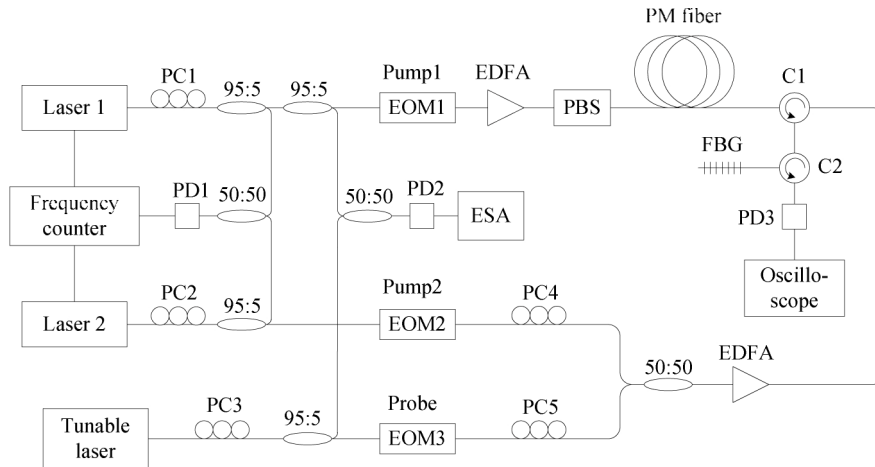 PM fiber
PC1
95:5
95:5
Pump1
EDFA
C1
Laser 1
EOM1
PBS
FBG
C2
PD1
50:50
50:50
PD2
Frequency
counter
ESA
PD3
PC2
95:5
Pump2
PC4
Oscillo-
scope
Laser 2
EOM2
EDFA
50:50
PC3
95:5
Probe
PC5
Tunable
laser
EOM3